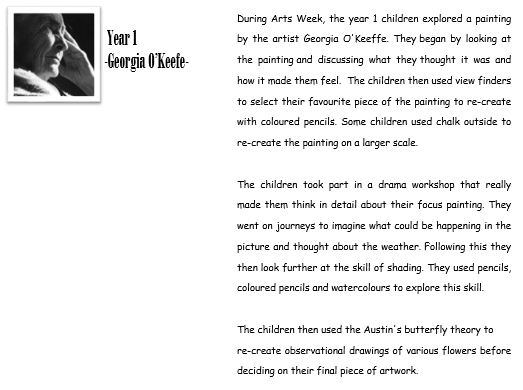 Year 1
-Georgia O'Keefe-
During Arts Week, the year 1 children explored a painting
by the artist Georgia O'Keeffe. They began by looking at
the painting and discussing what they thought it was and
how it made them feel. The children then used view finders
to select their favourite piece of the painting to re-create
with coloured pencils. Some children used chalk outside to
re-create the painting on a larger scale.
The children took part in a drama workshop that really
made them think in detail about their focus painting. They
went on journeys to imagine what could be happening in the
picture and thought about the weather. Following this they
then look further at the skill of shading. They used pencils,
coloured pencils and watercolours to explore this skill.
The children then used the Austin's butterfly theory to
re-create observational drawings of various flowers before
deciding on their final piece of artwork.